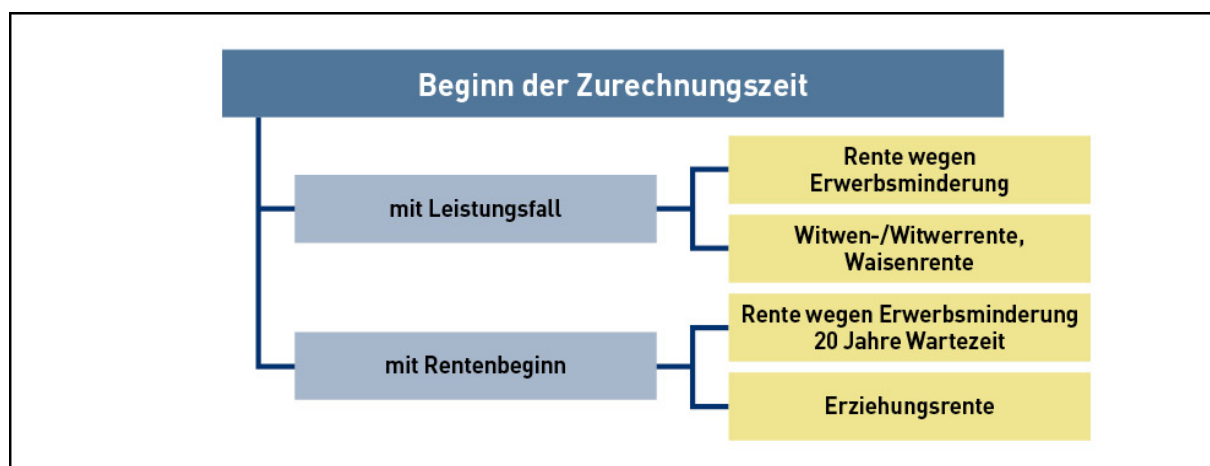 Beginn der Zurechnungszeit
mit Leistungsfall
Rente wegen
Erwerbsminderung
Witwen-/Witwerrente,
Waisenrente
mit Rentenbeginn
Rente wegen Erwerbsminderung
20 Jahre Wartezeit
Erziehungsrente